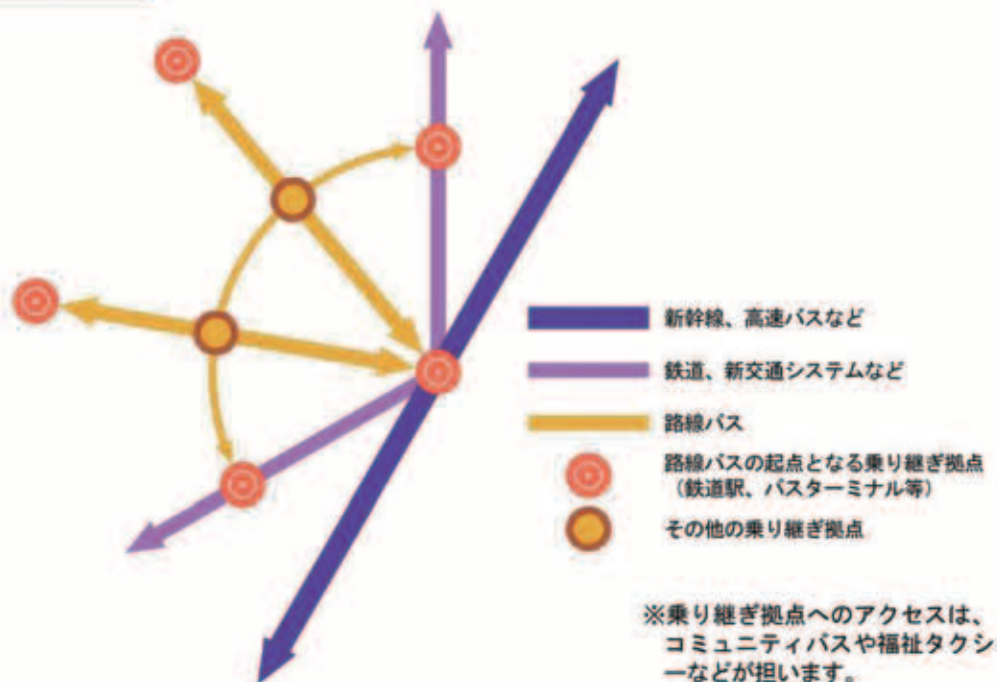 新幹線、高速バスなど
鉄道、新交通システムなど
路線バス
路線バスの起点となる乗り継ぎ拠点
（鉄道駅、バスターミナル等）
その他の乗り継ぎ拠点
※乗り継ぎ拠点へのアクセスは、
コミュニティバスや福祉タクシ
ーなどが担います。